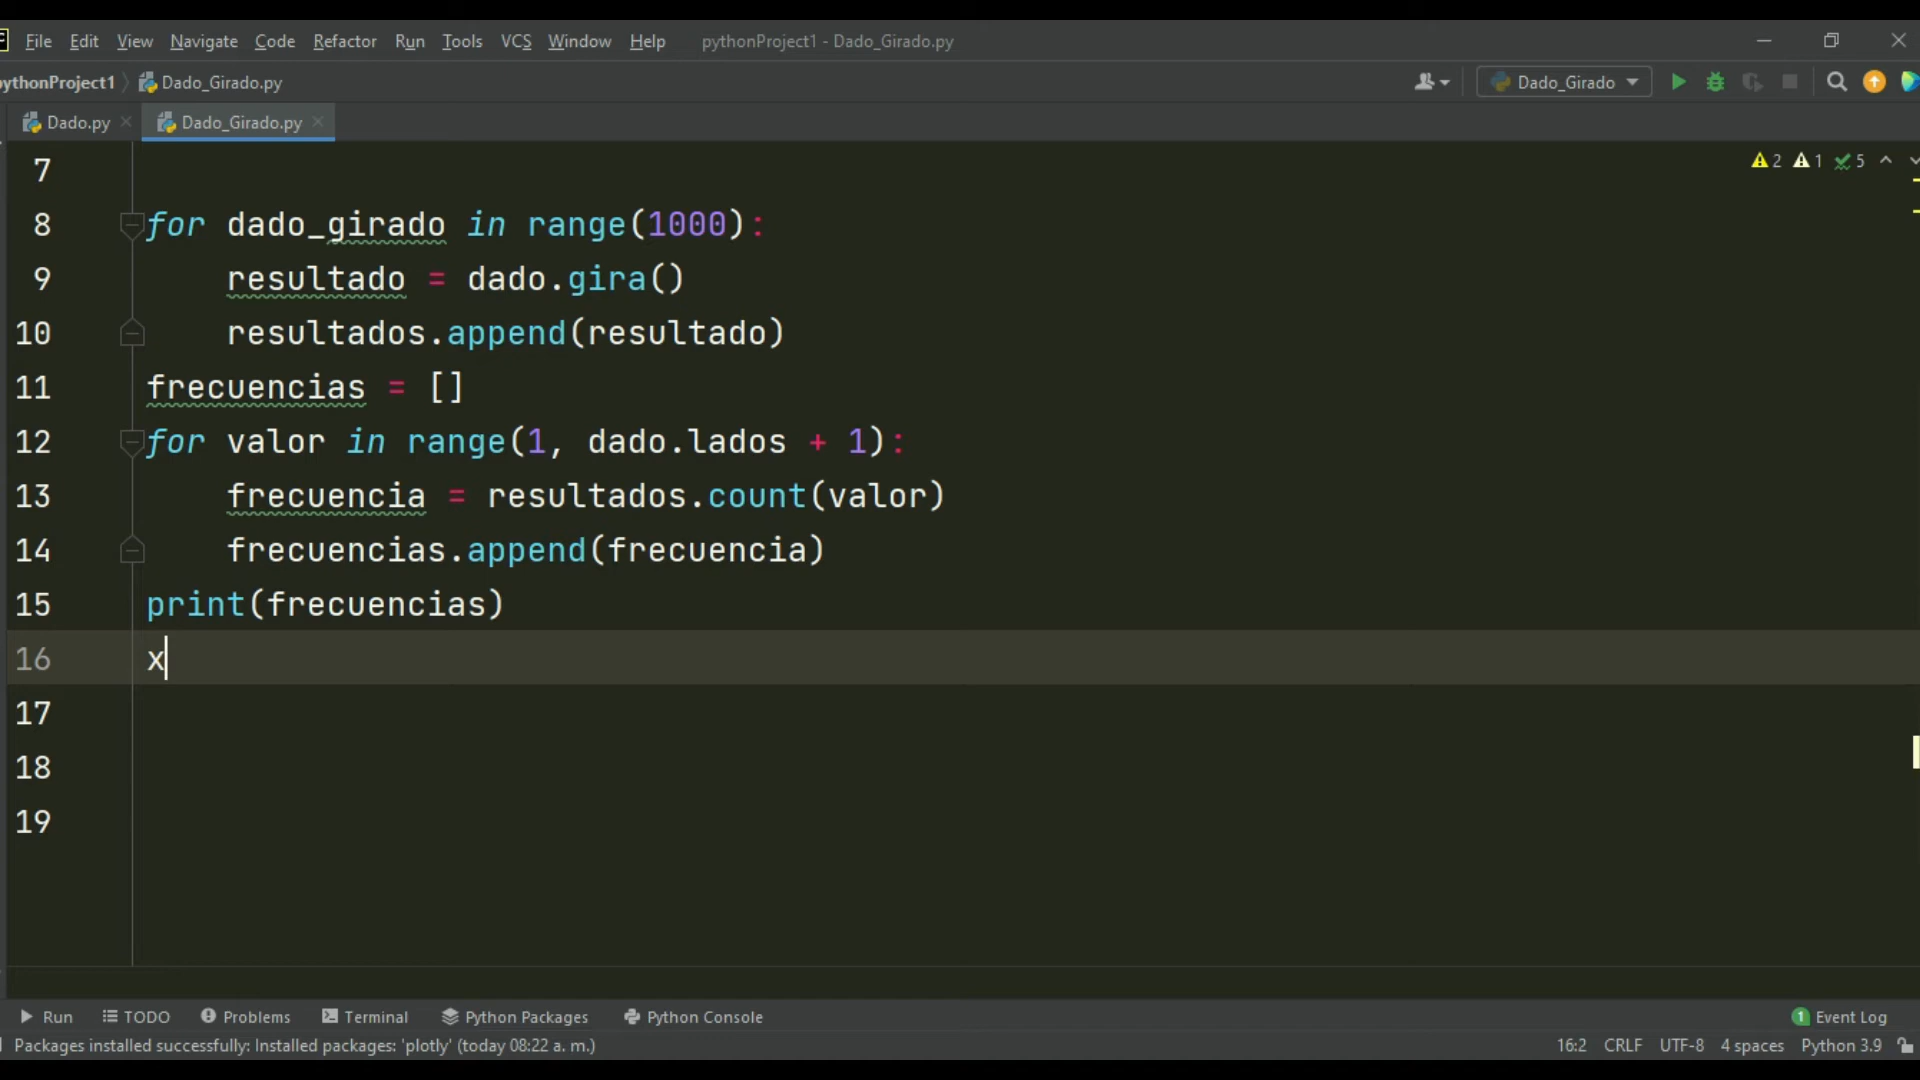 File Edit View Navigate Code Refactor Run Tools VCS Window Help pythonProject1 - Dado_Girado.py
ythonProject1 Dado_Girado.py Dado_Girado
Dado.py Dado_Girado.py
7 2 1 5
8 for dado_girado in range(1000):
9 resultado = dado.gira()
10 resultados.append(resultado)
11 frecuencias = []
12 for valor in range(1, dado.lados + 1):
13 frecuencia = resultados.count(valor)
14 frecuencias.append(frecuencia)
15 print(frecuencias)
16 x
17
18
19
Run TODO Problems Terminal Python Packages Python Console 1 Event Log
Packages installed successfully: Installed packages: 'plotly' (today 08:22 a. m.) 16:2 CRLF UTF-8 4 spaces Python 3.9